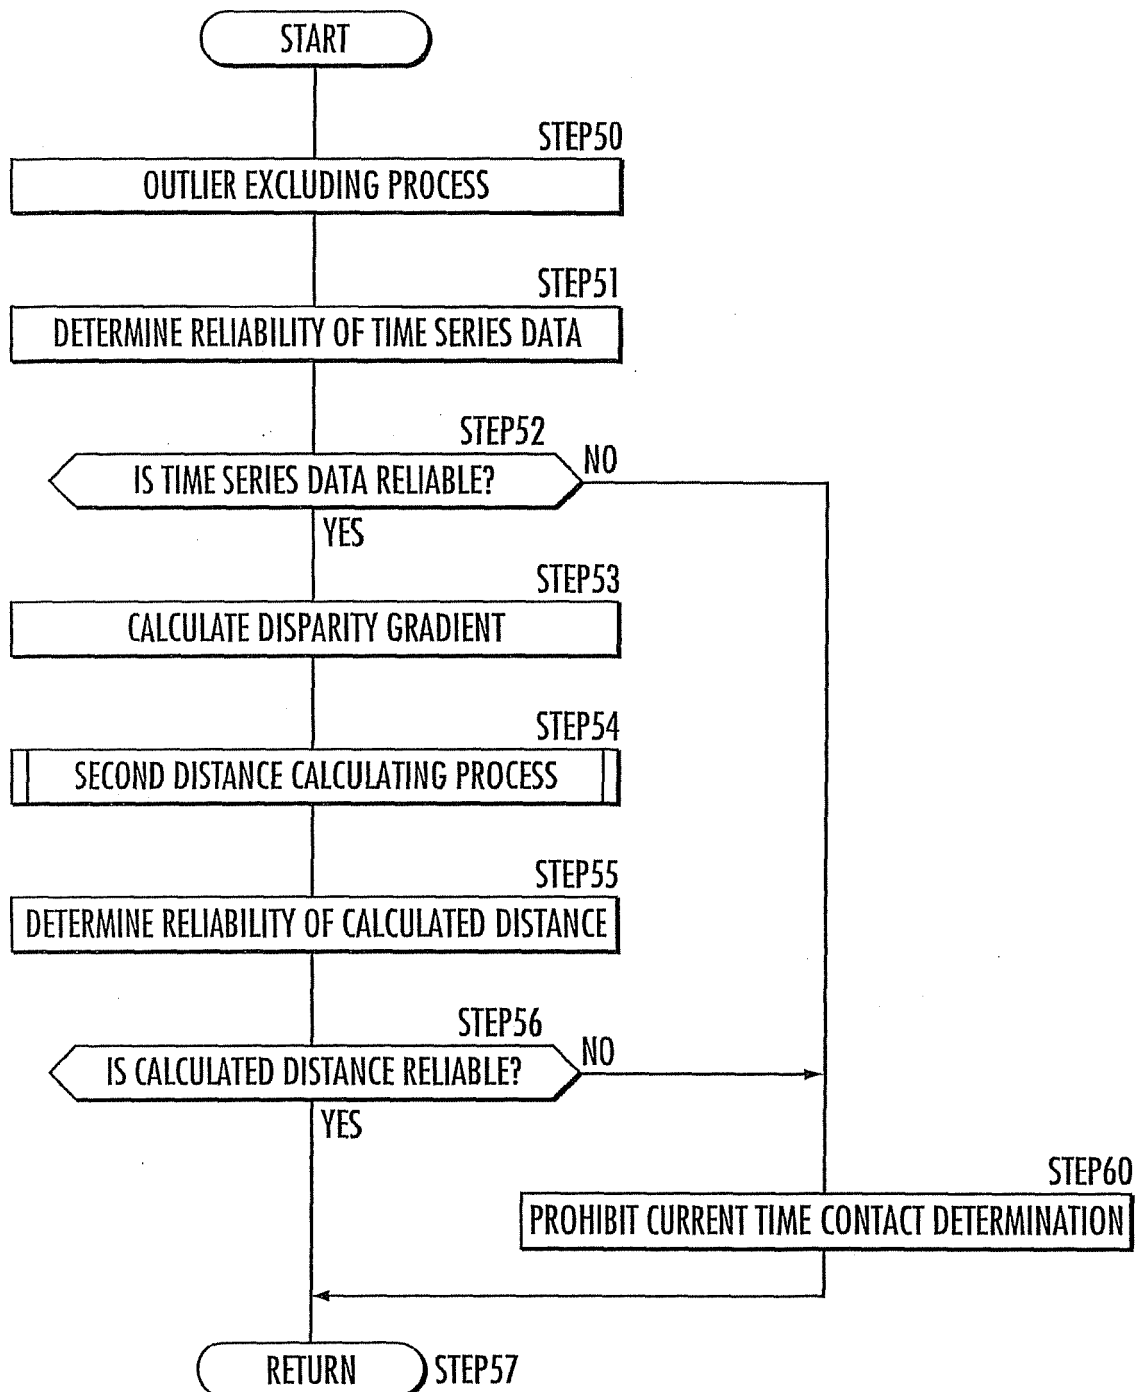 START
STEP50
OUTLIER EXCLUDING PROCESS
STEP51
DETERMINE RELIABILITY OF TIME SERIES DATA
STEP52
IS TIME SERIES DATA RELIABLE?
NO
YES
STEP53
CALCULATE DISPARITY GRADIENT
STEP54
SECOND DISTANCE CALCULATING PROCESS
STEP55
DETERMINE RELIABILITY OF CALCULATED DISTANCE
STEP56
IS CALCULATED DISTANCE RELIABLE?
NO
YES
STEP60
PROHIBIT CURRENT TIME CONTACT DETERMINATION
RETURN
STEP57